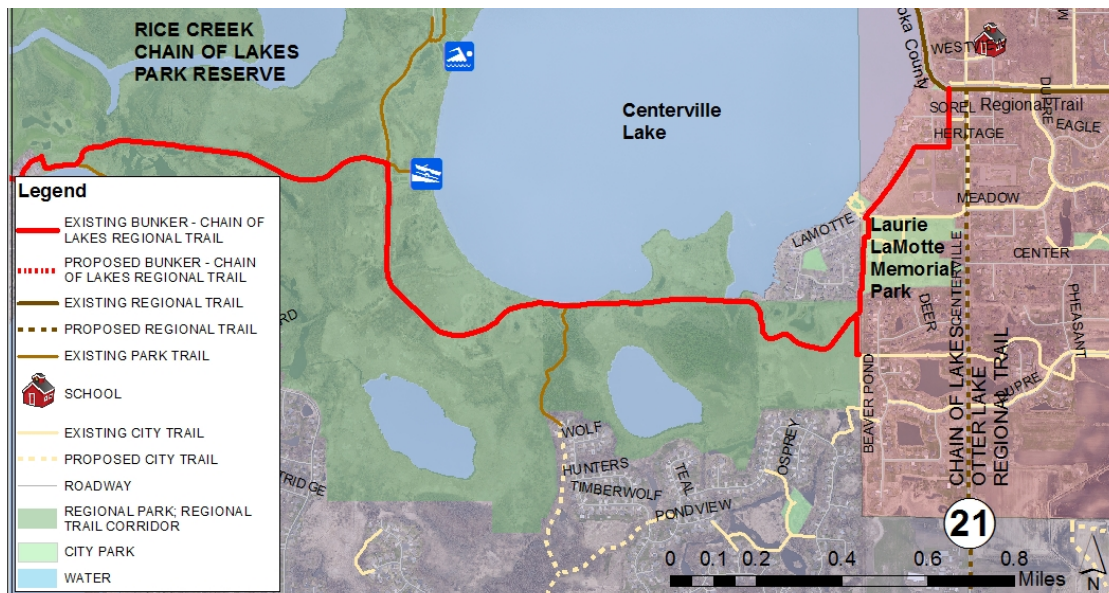 RICE CREEK
CHAIN OF LAKES
PARK RESERVE
Centerville
Lake
oka County
WESTVIEW
SOREL
Regional Trail
DUPRE
EAGLE
HERITAGE
MEADOW
LAMOTTE
Laurie
LaMotte
Memorial
Park
CENTERVILLE
CENTER
DEER
PHEASANT
BEAVER POND
DUPRE
CHAIN OF LAKES
OTTER LAKE
REGIONAL TRAIL
21
RD
TRIDGE
WOLF
HUNTERS
TIMBERWOLF
TEAL
OSPREY
PONDVIEW
Legend
EXISTING BUNKER - CHAIN OF
LAKES REGIONAL TRAIL
PROPOSED BUNKER - CHAIN
OF LAKES REGIONAL TRAIL
EXISTING REGIONAL TRAIL
PROPOSED REGIONAL TRAIL
EXISTING PARK TRAIL
SCHOOL
EXISTING CITY TRAIL
PROPOSED CITY TRAIL
ROADWAY
REGIONAL PARK; REGIONAL
TRAIL CORRIDOR
CITY PARK
WATER
0 0.1 0.2 0.4 0.6 0.8
Miles
N